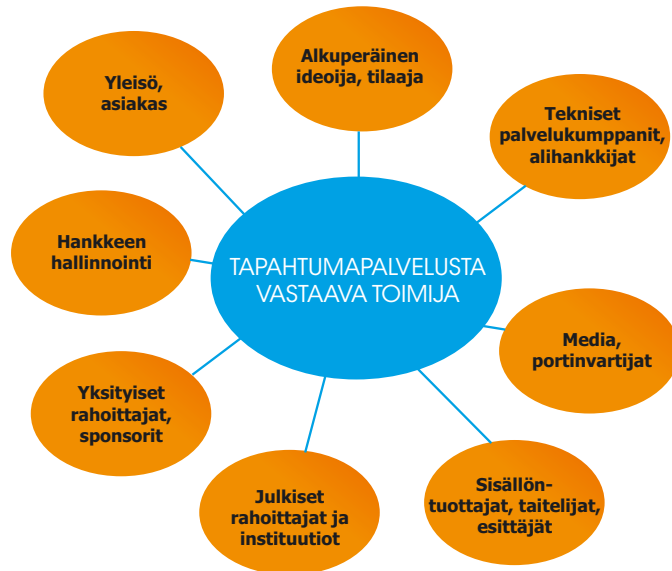 Alkuperäinen
ideoija, tilaaja
Yleisö,
asiakas
Tekniset
palvelukumppanit,
alihankkijat
Hankkeen
hallinnointi
TAPAHTUMAPALVELUSTA
VASTAAVA TOIMIJA
Media,
portinvartijat
Yksityiset
rahoittajat,
sponsorit
Sisällön-
tuottajat, taitelijat,
esittäjät
Julkiset
rahoittajat ja
instituutiot